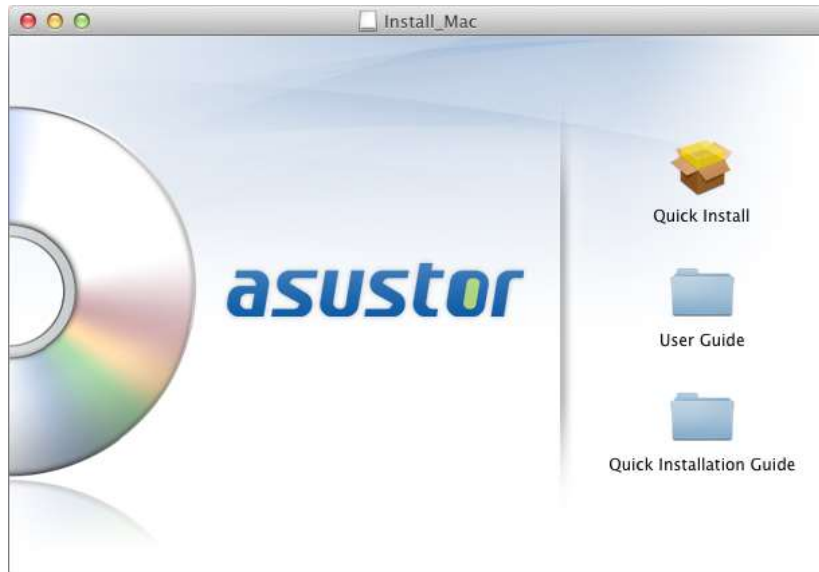 Install_Mac
asustor
Quick Install
User Guide
Quick Installation Guide